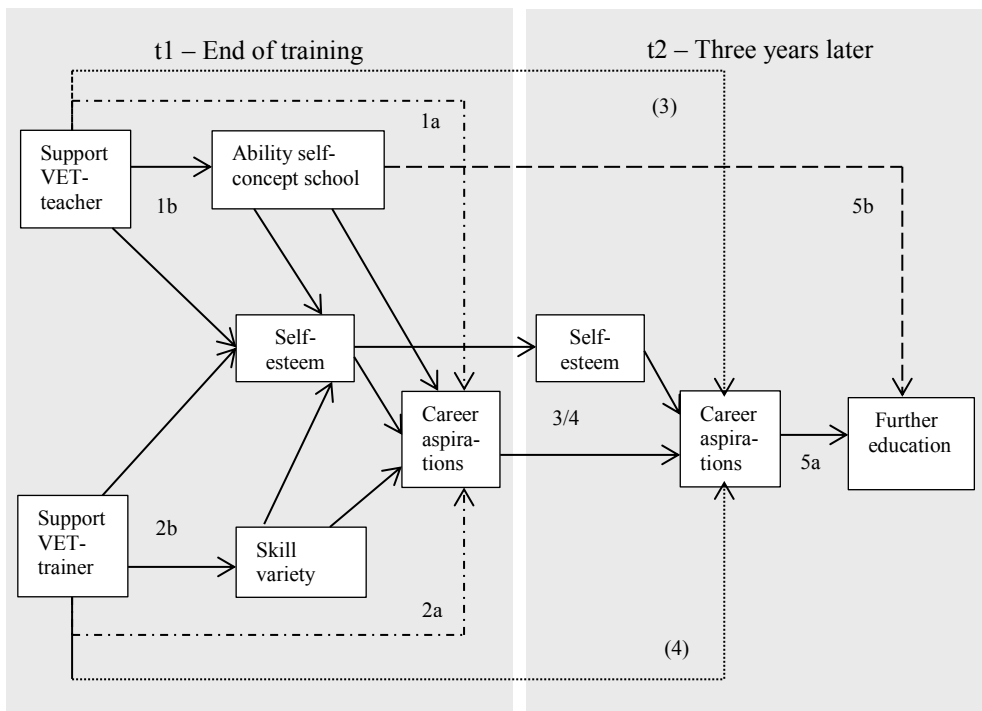 t1 – End of training
t2 – Three years later
(3)
1a
Support
VET-
teacher
Ability self-
concept school
1b
5b
Self-
esteem
Self-
esteem
Career
aspira-
tions
3/4
Career
aspira-
tions
5a
Further
education
Support
VET-
trainer
2b
Skill
variety
2a
(4)